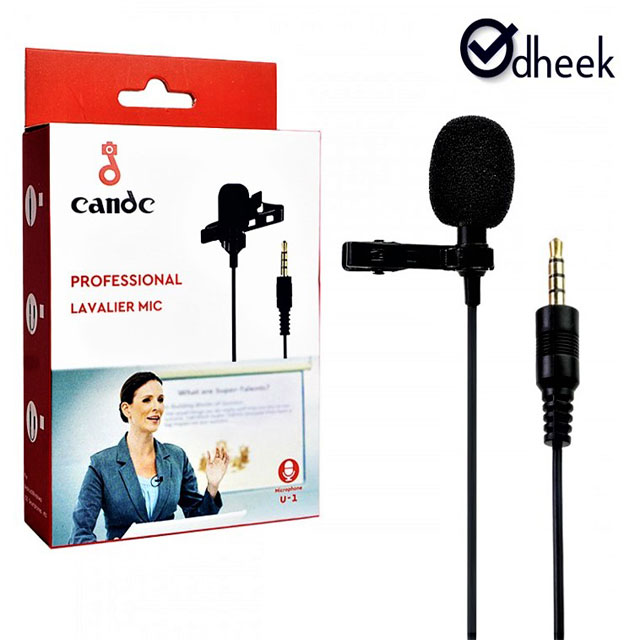 dheek
candc
PROFESSIONAL
LAVALIER MIC
What are Super-Talents?
Microphone
U-1